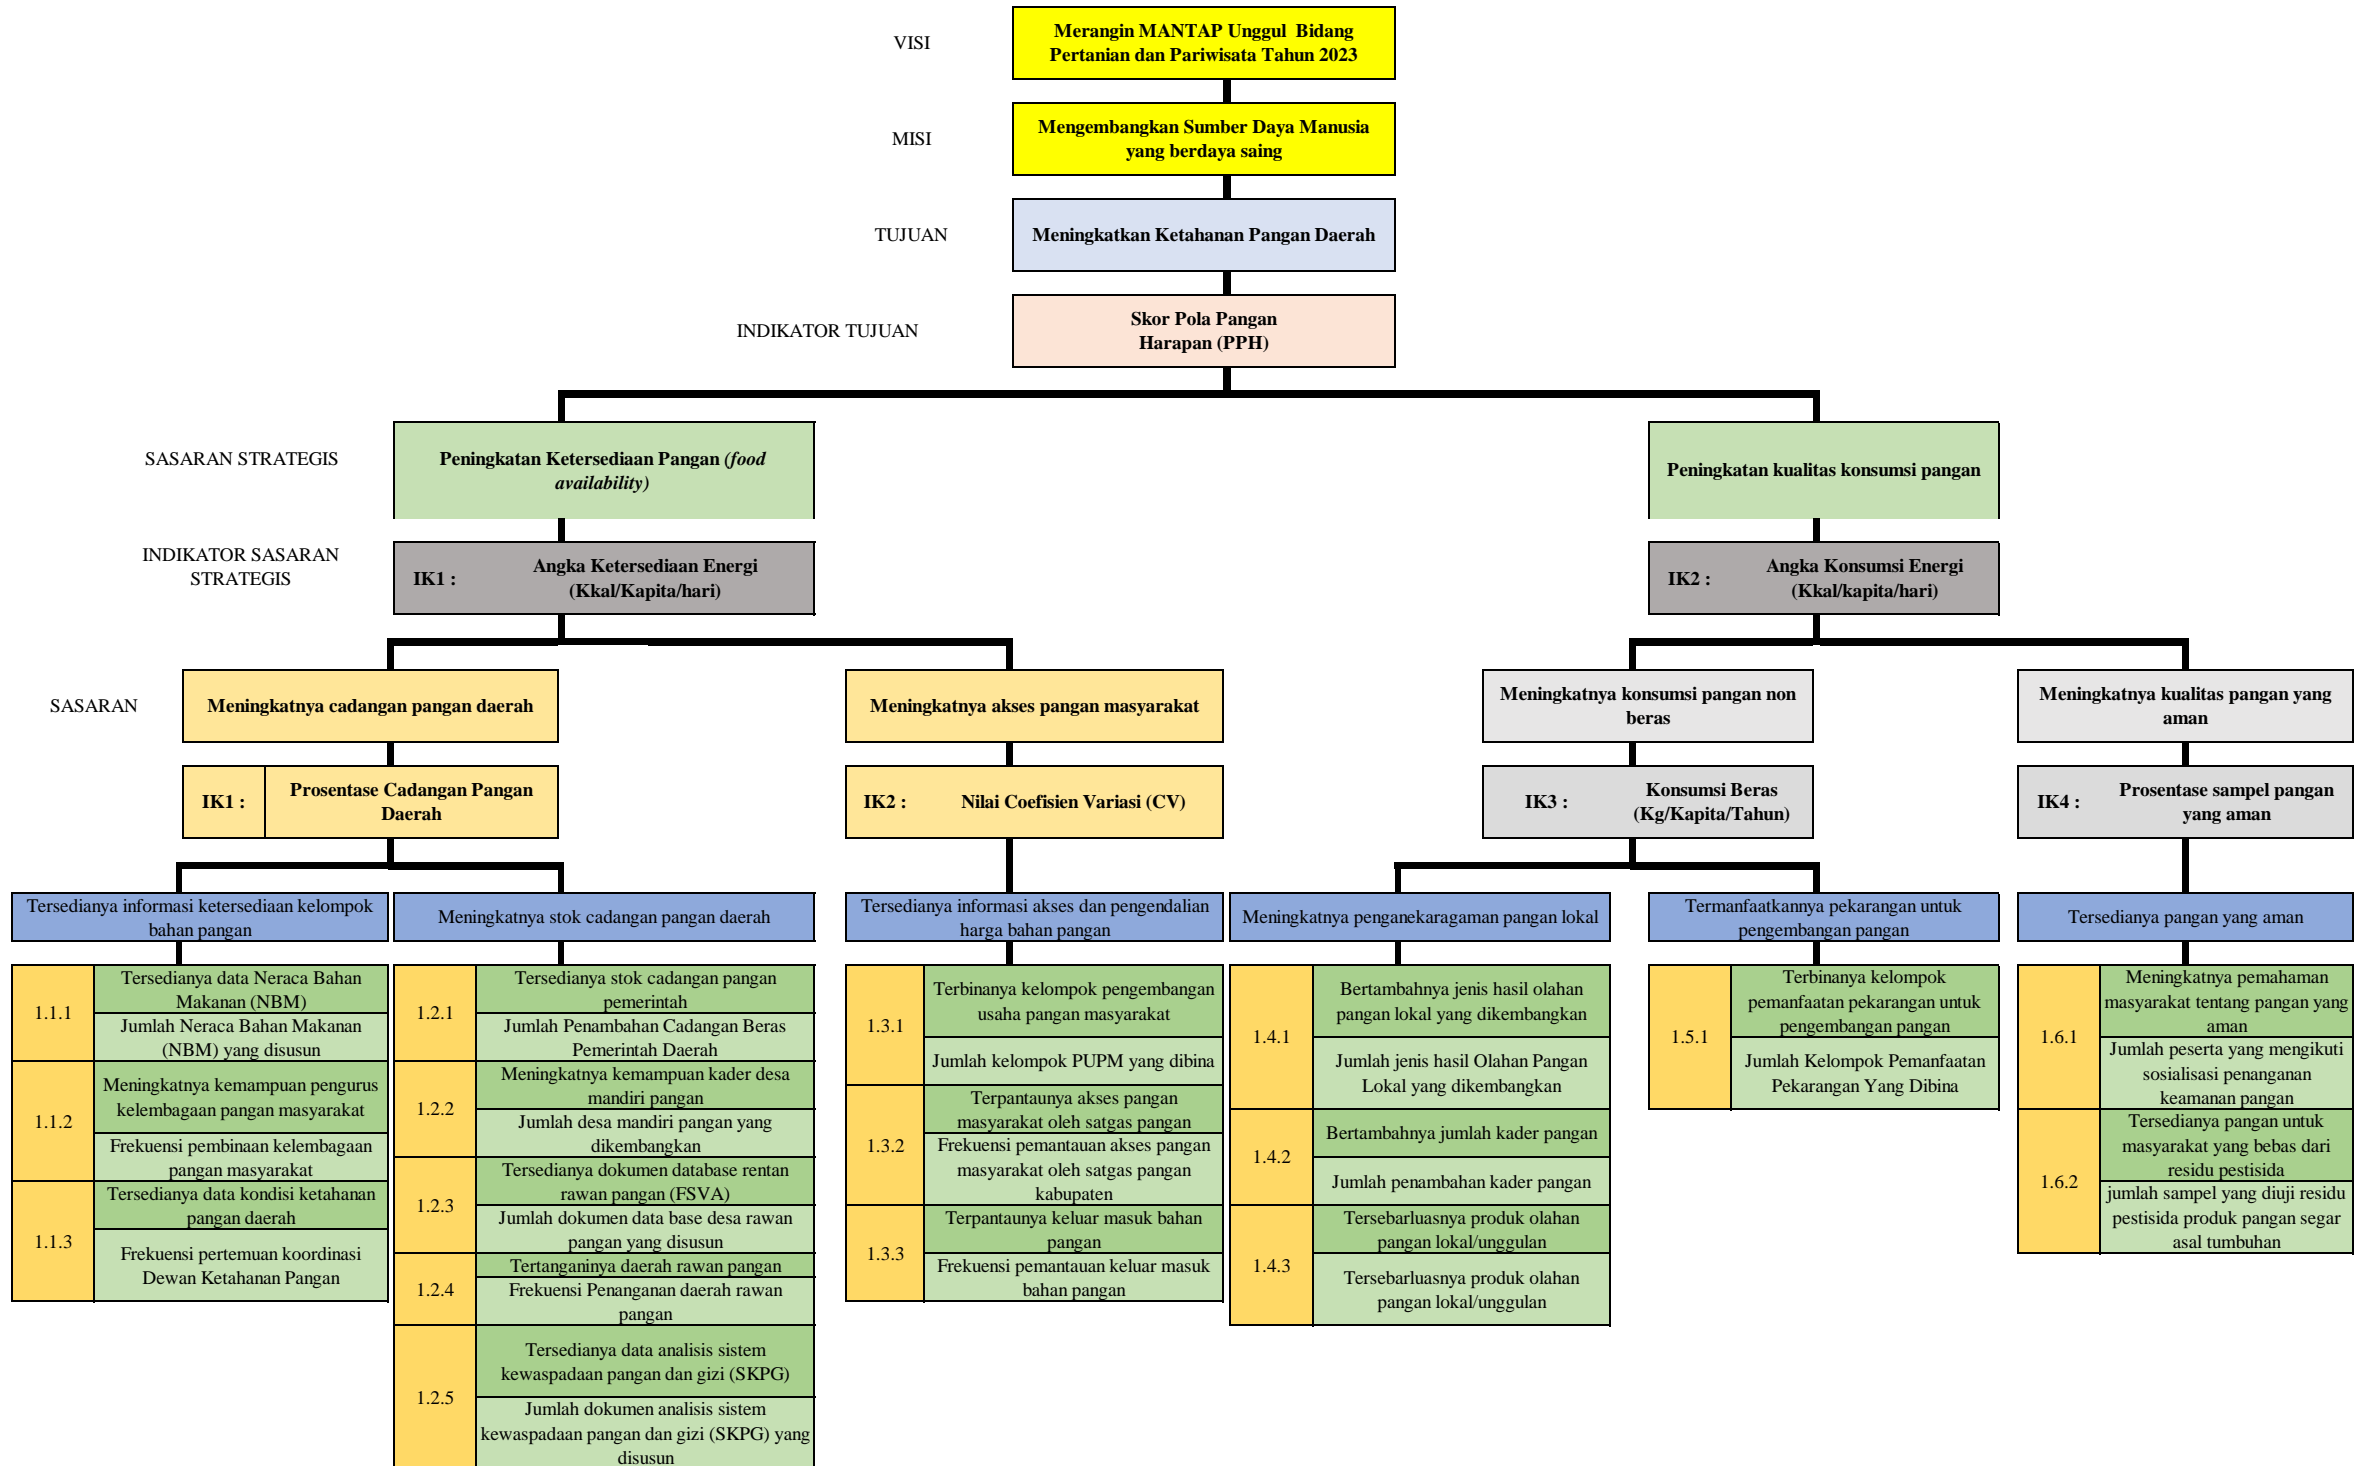 VISI
Merangin MANTAP Unggul Bidang
Pertanian dan Pariwisata Tahun 2023
MISI
Mengembangkan Sumber Daya Manusia
yang berdaya saing
TUJUAN
Meningkatkan Ketahanan Pangan Daerah
INDIKATOR TUJUAN
Skor Pola Pangan
Harapan (PPH)
SASARAN STRATEGIS
Peningkatan Ketersediaan Pangan (food
availability)
Peningkatan kualitas konsumsi pangan
INDIKATOR SASARAN
STRATEGIS
IK1 :
Angka Ketersediaan Energi
(Kkal/Kapita/hari)
IK2 :
Angka Konsumsi Energi
(Kkal/kapita/hari)
SASARAN
Meningkatnya cadangan pangan daerah
Meningkatnya akses pangan masyarakat
Meningkatnya konsumsi pangan non
beras
Meningkatnya kualitas pangan yang
aman
IK1 :
Prosentase Cadangan Pangan
Daerah
IK2 :
Nilai Coefisien Variasi (CV)
IK3 :
Konsumsi Beras
(Kg/Kapita/Tahun)
IK4 :
Prosentase sampel pangan
yang aman
Tersedianya informasi ketersediaan kelompok
bahan pangan
Meningkatnya stok cadangan pangan daerah
Tersedianya informasi akses dan pengendalian
harga bahan pangan
Meningkatnya penganekaragaman pangan lokal
Termanfaatkannya pekarangan untuk
pengembangan pangan
Tersedianya pangan yang aman
1.1.1
Tersedianya data Neraca Bahan
Makanan (NBM)
Jumlah Neraca Bahan Makanan
(NBM) yang disusun
1.1.2
Meningkatnya kemampuan pengurus
kelembagaan pangan masyarakat
Frekuensi pembinaan kelembagaan
pangan masyarakat
1.1.3
Tersedianya data kondisi ketahanan
pangan daerah
Frekuensi pertemuan koordinasi
Dewan Ketahanan Pangan
1.2.1
Tersedianya stok cadangan pangan
pemerintah
Jumlah Penambahan Cadangan Beras
Pemerintah Daerah
1.2.2
Meningkatnya kemampuan kader desa
mandiri pangan
Jumlah desa mandiri pangan yang
dikembangkan
1.2.3
Tersedianya dokumen database rentan
rawan pangan (FSVA)
Jumlah dokumen data base desa rawan
pangan yang disusun
1.2.4
Tertanganinya daerah rawan pangan
Frekuensi Penanganan daerah rawan
pangan
1.2.5
Tersedianya data analisis sistem
kewaspadaan pangan dan gizi (SKPG)
Jumlah dokumen analisis sistem
kewaspadaan pangan dan gizi (SKPG) yang
disusun
1.3.1
Terbinanya kelompok pengembangan
usaha pangan masyarakat
Jumlah kelompok PUPM yang dibina
1.3.2
Terpantaunya akses pangan
masyarakat oleh satgas pangan
Frekuensi pemantauan akses pangan
masyarakat oleh satgas pangan
kabupaten
1.3.3
Terpantaunya keluar masuk bahan
pangan
Frekuensi pemantauan keluar masuk
bahan pangan
1.4.1
Bertambahnya jenis hasil olahan
pangan lokal yang dikembangkan
Jumlah jenis hasil Olahan Pangan
Lokal yang dikembangkan
1.4.2
Bertambahnya jumlah kader pangan
Jumlah penambahan kader pangan
1.4.3
Tersebarluasnya produk olahan
pangan lokal/unggulan
Tersebarluasnya produk olahan
pangan lokal/unggulan
1.5.1
Terbinanya kelompok
pemanfaatan pekarangan untuk
pengembangan pangan
Jumlah Kelompok Pemanfaatan
Pekarangan Yang Dibina
1.6.1
Meningkatnya pemahaman
masyarakat tentang pangan yang
aman
Jumlah peserta yang mengikuti
sosialisasi penanganan
keamanan pangan
1.6.2
Tersedianya pangan untuk
masyarakat yang bebas dari
residu pestisida
jumlah sampel yang diuji residu
pestisida produk pangan segar
asal tumbuhan